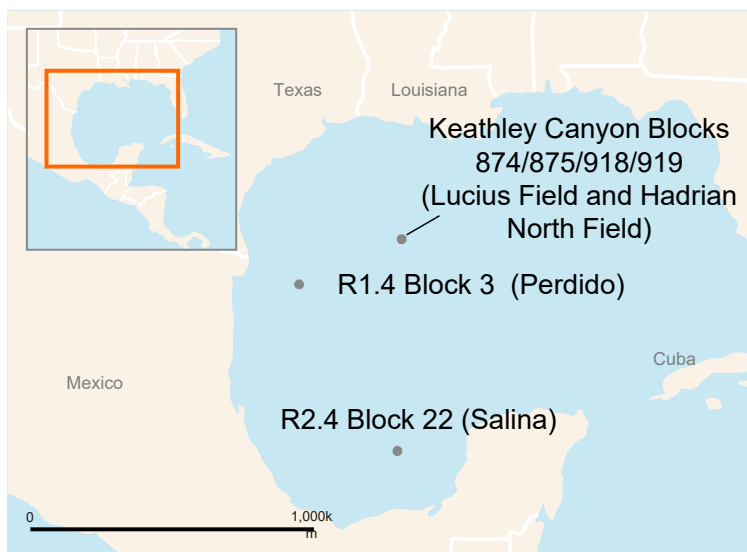 Texas
Louisiana
Keathley Canyon Blocks
874/875/918/919
(Lucius Field and Hadrian
North Field)
R1.4 Block 3  (Perdido)
Cuba
Mexico
R2.4 Block 22 (Salina)
0
1,000k
m